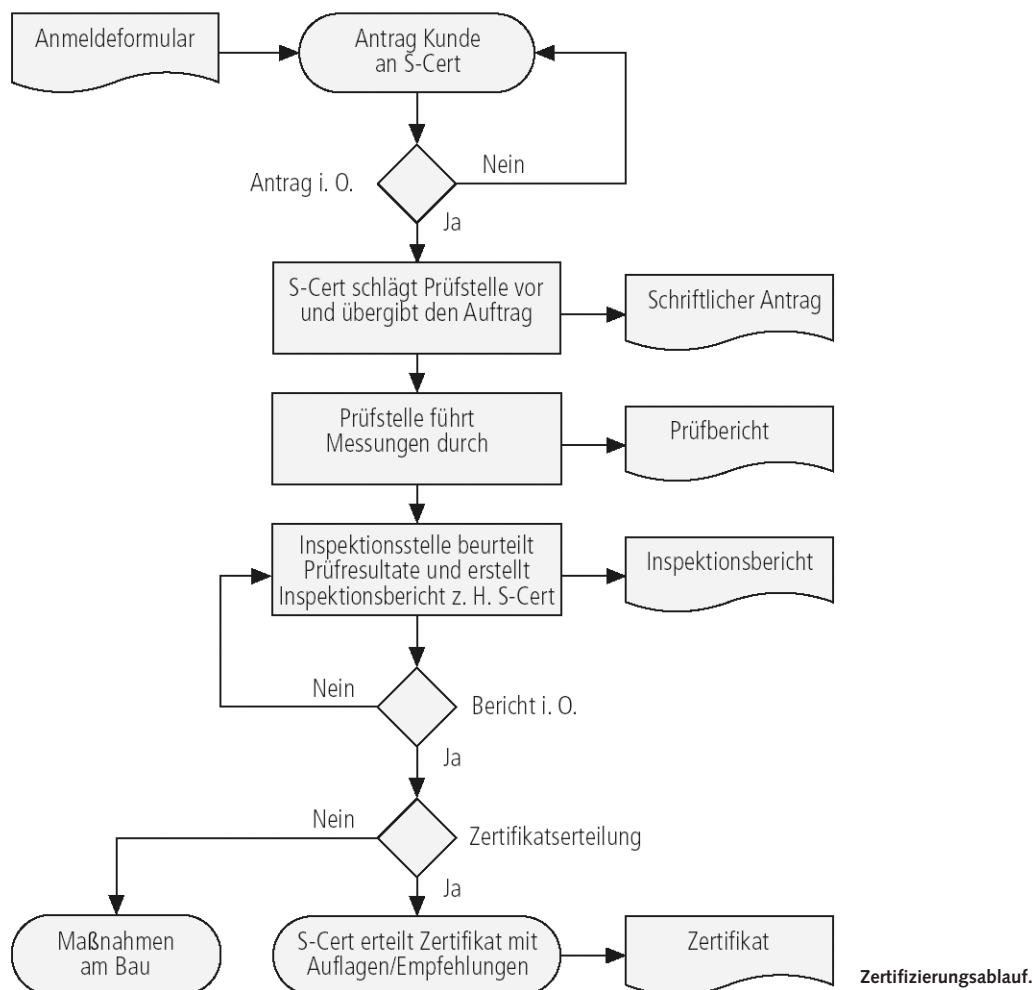 Anmeldeformular
Antrag Kunde
an S-Cert
Nein
Antrag i. O.
Ja
S-Cert schlägt Prüfstelle vor
und übergibt den Auftrag
Schriftlicher Antrag
Prüfstelle führt
Messungen durch
Prüfbericht
Inspektionsstelle beurteilt
Prüfresultate und erstellt
Inspektionsbericht z. H. S-Cert
Inspektionsbericht
Nein
Bericht i. O.
Ja
Nein
Zertifikatserteilung
Ja
Maßnahmen
am Bau
S-Cert erteilt Zertifikat mit
Auflagen/Empfehlungen
Zertifikat
Zertifizierungsablauf.